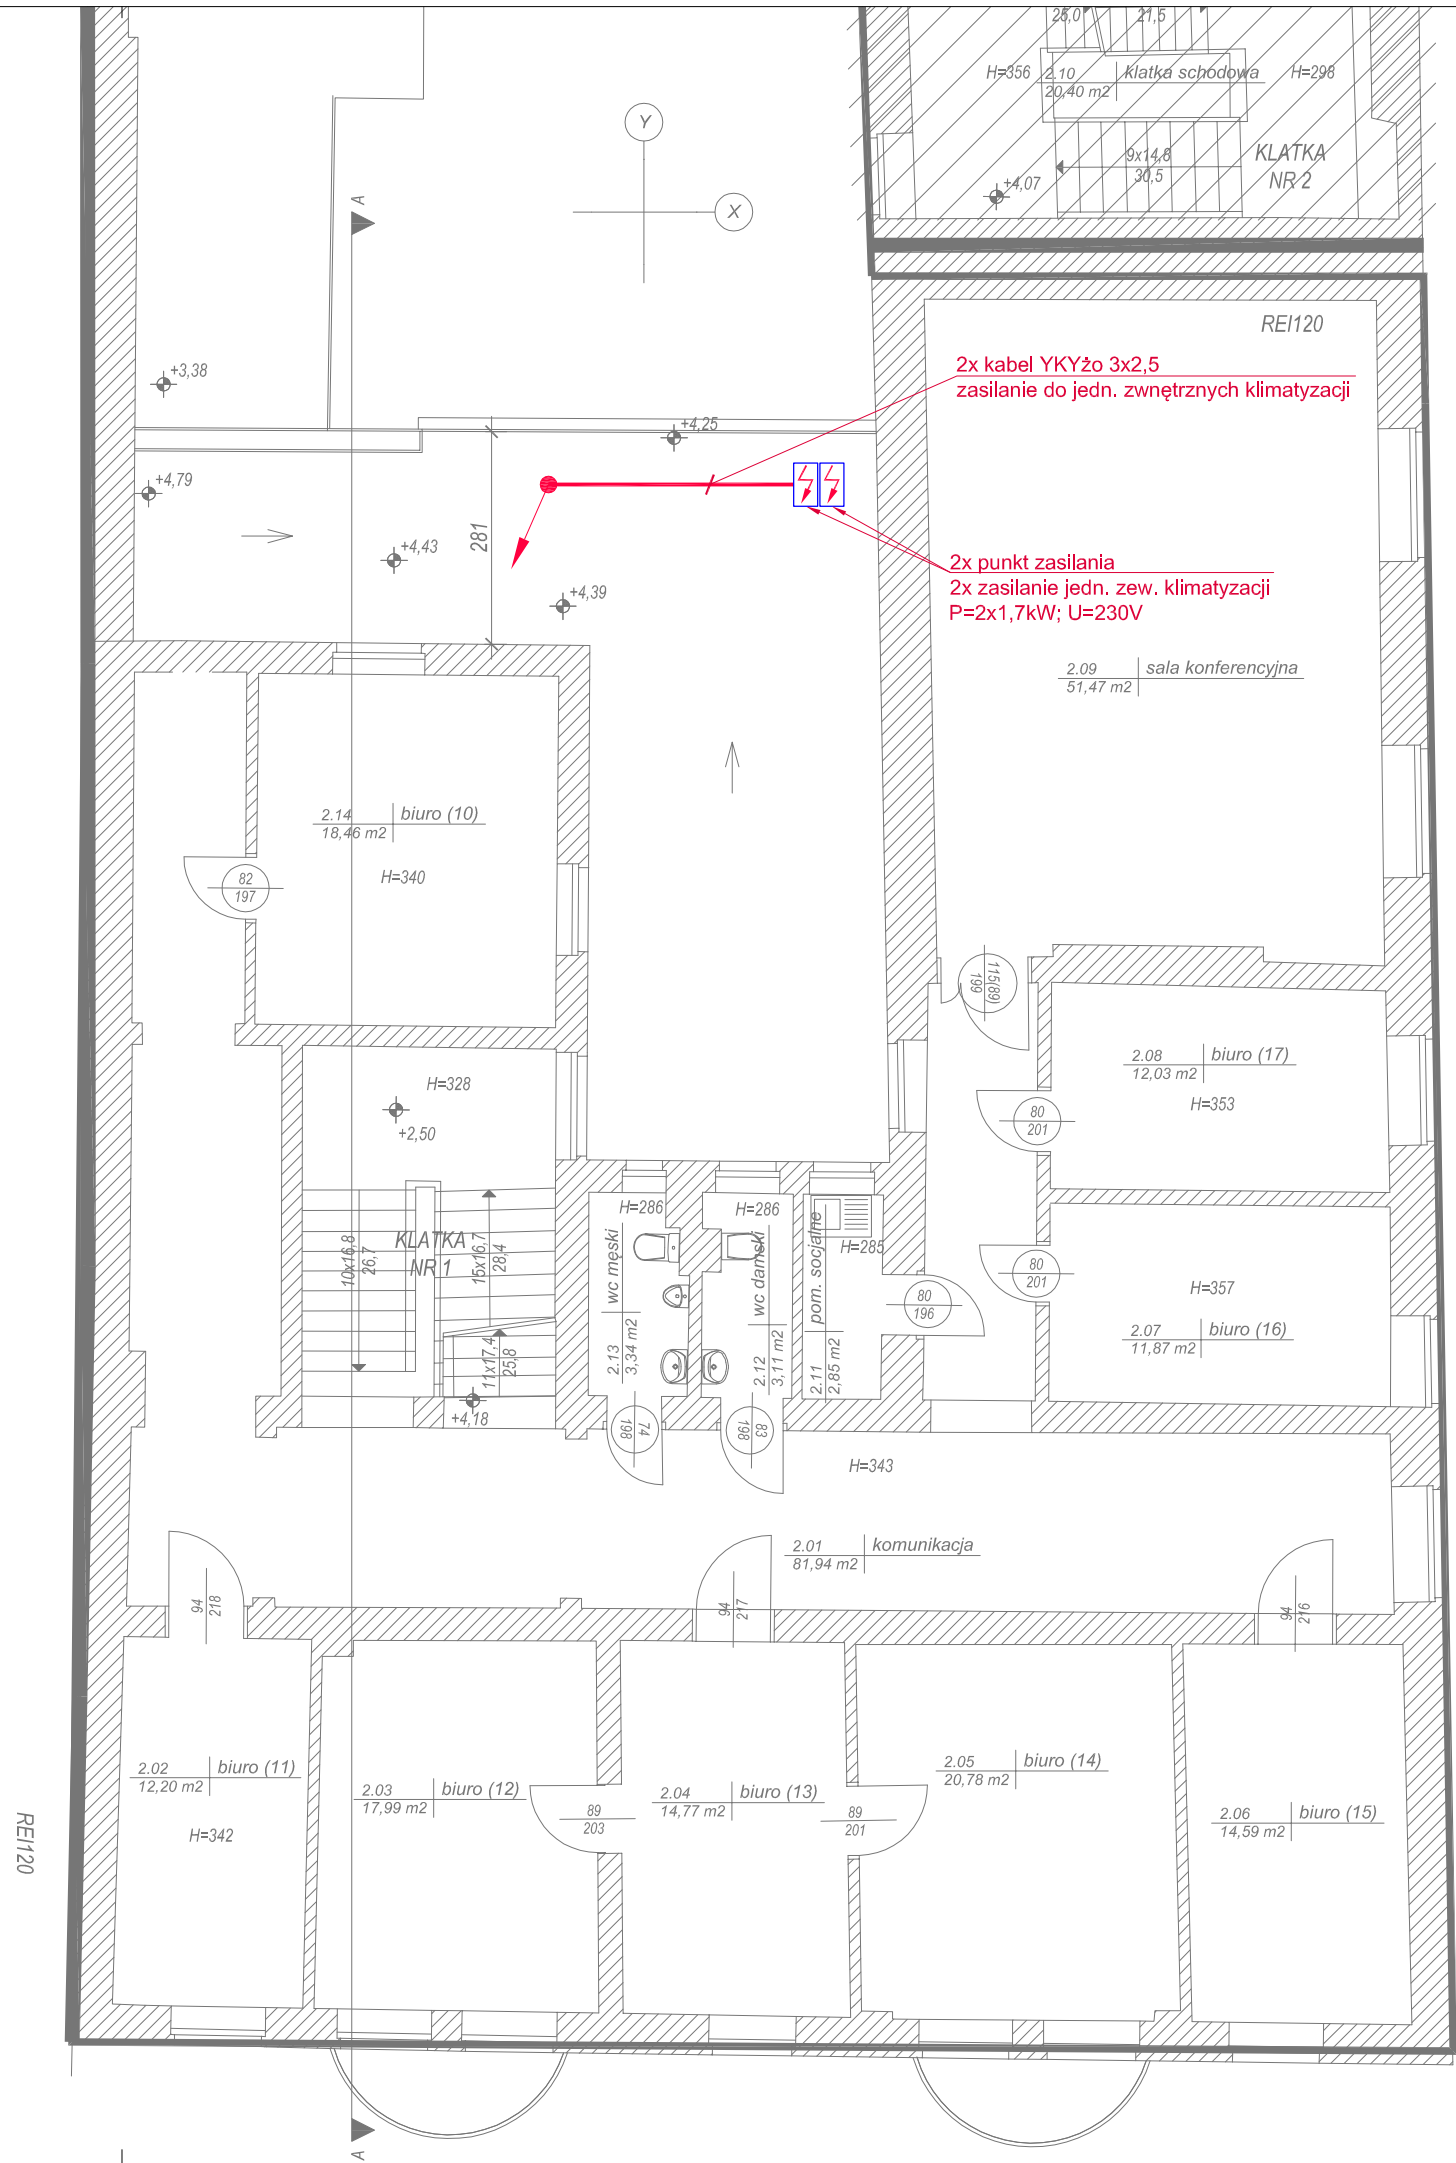 25,0
21,5
H=356
2.10
klatka schodowa
20,40 m2
H=298
9x14,8
30,5
KLATKA
NR 2
+4,07
Y
X
A
REI120
2x kabel YKYżo 3x2,5
zasilanie do jedn. zwnętrznych klimatyzacji
+3,38
+4,25
+4,79
281
+4,43
+4,39
2x punkt zasilania
2x zasilanie jedn. zew. klimatyzacji
P=2x1,7kW; U=230V
2.09
sala konferencyjna
51,47 m2
2.14
biuro (10)
18,46 m2
H=340
82
197
115(89)
199
2.08
biuro (17)
12,03 m2
H=353
80
201
H=328
+2,50
KLATKA
NR 1
10x16,8
26,7
15x16,7
28,4
11x17,4
25,8
+4,18
H=286
wc męski
2.13
3,34 m2
H=286
wc damski
2.12
3,11 m2
pom. socjalne
2.11
2,85 m2
H=285
80
196
80
201
H=357
2.07
biuro (16)
11,87 m2
74
198
83
198
H=343
2.01
komunikacja
81,94 m2
94
218
94
217
94
216
2.02
biuro (11)
12,20 m2
H=342
2.03
biuro (12)
17,99 m2
89
203
2.04
biuro (13)
14,77 m2
89
201
2.05
biuro (14)
20,78 m2
2.06
biuro (15)
14,59 m2
REI120
A